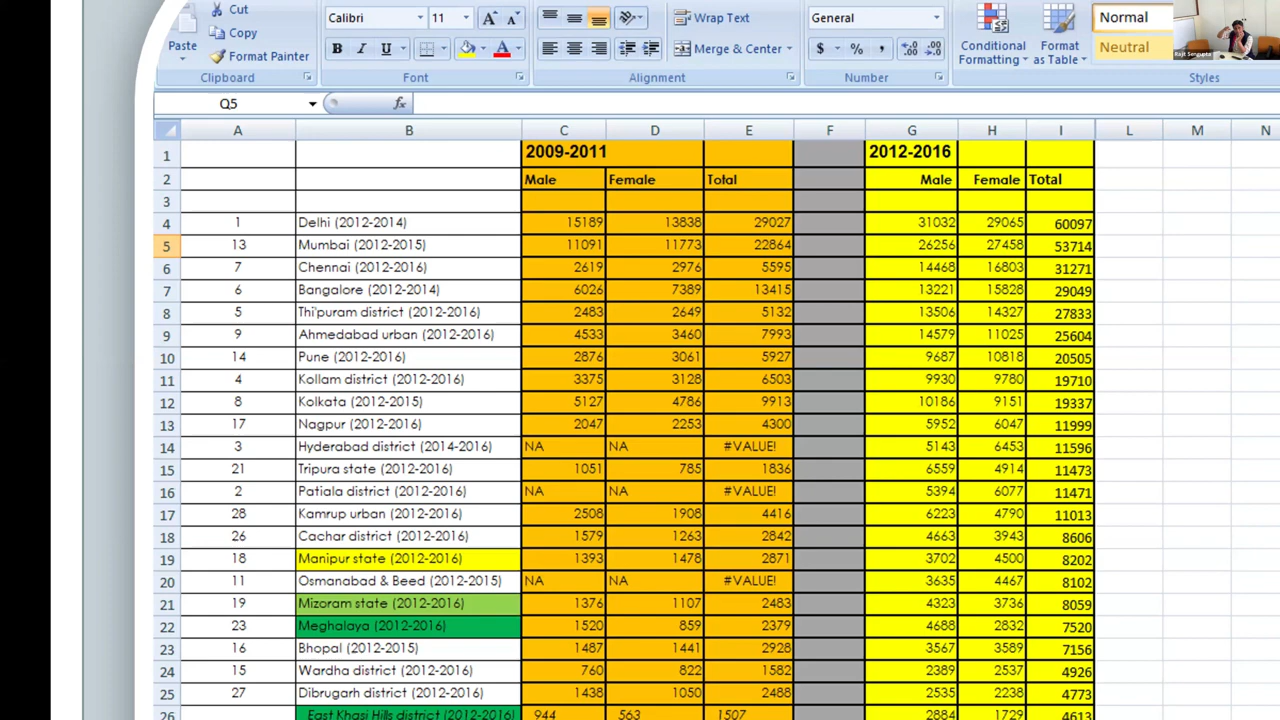 Cut
Copy
Paste
Format Painter
Clipboard
Calibri 11
B I U
Font
Wrap Text
Merge & Center
Alignment
General
$ % ,
Number
Conditional Formatting
Format as Table
Normal
Neutral
Styles
Rajit Sengupta
Q5 fx
A B C D E F G H I L M N
1 2009-2011 2012-2016
2 Male Female Total Male Female Total
3
4 1 Delhi (2012-2014) 15189 13838 29027 31032 29065 60097
5 13 Mumbai (2012-2015) 11091 11773 22864 26256 27458 53714
6 7 Chennai (2012-2016) 2619 2976 5595 14468 16803 31271
7 6 Bangalore (2012-2014) 6026 7389 13415 13221 15828 29049
8 5 Thi'puram district (2012-2016) 2483 2649 5132 13506 14327 27833
9 9 Ahmedabad urban (2012-2016) 4533 3460 7993 14579 11025 25604
10 14 Pune (2012-2016) 2876 3061 5927 9687 10818 20505
11 4 Kollam district (2012-2016) 3375 3128 6503 9930 9780 19710
12 8 Kolkata (2012-2015) 5127 4786 9913 10186 9151 19337
13 17 Nagpur (2012-2016) 2047 2253 4300 5952 6047 11999
14 3 Hyderabad district (2014-2016) NA NA #VALUE! 5143 6453 11596
15 21 Tripura state (2012-2016) 1051 785 1836 6559 4914 11473
16 2 Patiala district (2012-2016) NA NA #VALUE! 5394 6077 11471
17 28 Kamrup urban (2012-2016) 2508 1908 4416 6223 4790 11013
18 26 Cachar district (2012-2016) 1579 1263 2842 4663 3943 8606
19 18 Manipur state (2012-2016) 1393 1478 2871 3702 4500 8202
20 11 Osmanabad & Beed (2012-2015) NA NA #VALUE! 3635 4467 8102
21 19 Mizoram state (2012-2016) 1376 1107 2483 4323 3736 8059
22 23 Meghalaya (2012-2016) 1520 859 2379 4688 2832 7520
23 16 Bhopal (2012-2015) 1487 1441 2928 3567 3589 7156
24 15 Wardha district (2012-2016) 760 822 1582 2389 2537 4926
25 27 Dibrugarh district (2012-2016) 1438 1050 2488 2535 2238 4773
26 East Khasi Hills district (2012-2016) 944 563 1507 2884 1729 4613